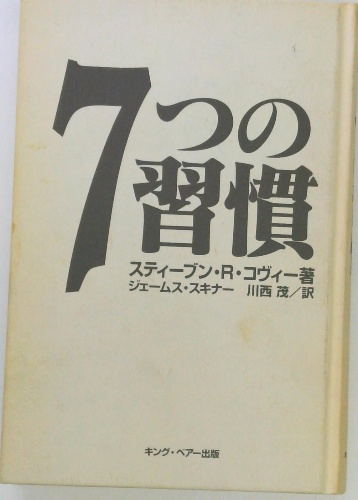 7つの
習慣
スティーブン・R・コヴィー著
ジェームス・スキナー 川西 茂／訳
キング・ベアー出版